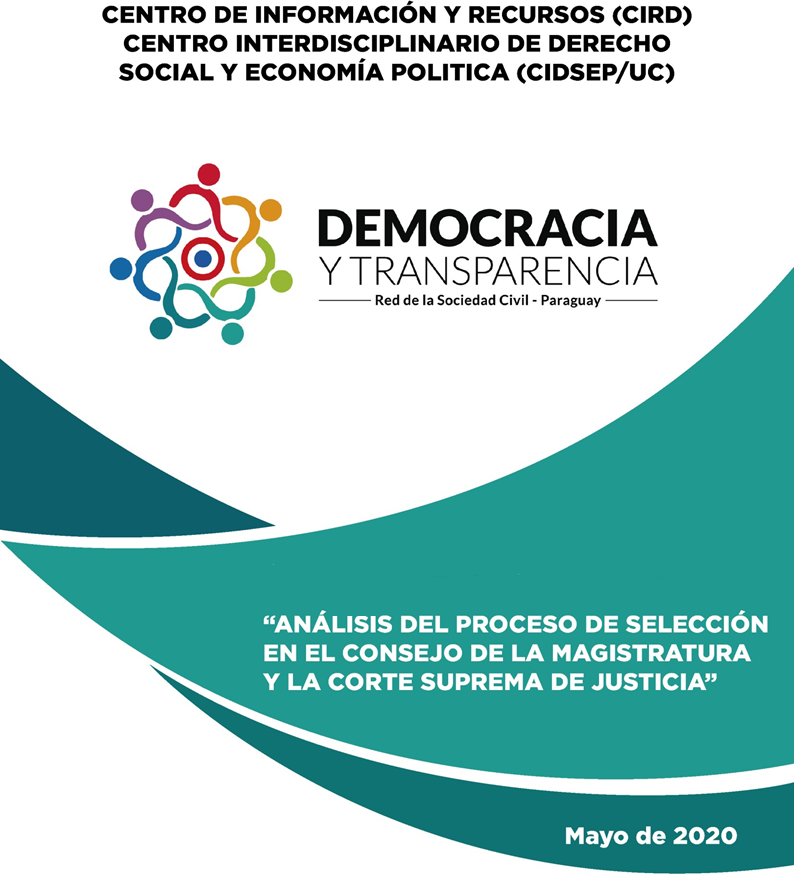 CENTRO DE INFORMACIÓN Y RECURSOS (CIRD)
CENTRO INTERDISCIPLINARIO DE DERECHO
SOCIAL Y ECONOMÍA POLITICA (CIDSEP/UC)
DEMOCRACIA
Y TRANSPARENCIA
Red de la Sociedad Civil - Paraguay
“ANÁLISIS DEL PROCESO DE SELECCIÓN
EN EL CONSEJO DE LA MAGISTRATURA
Y LA CORTE SUPREMA DE JUSTICIA”
Mayo de 2020